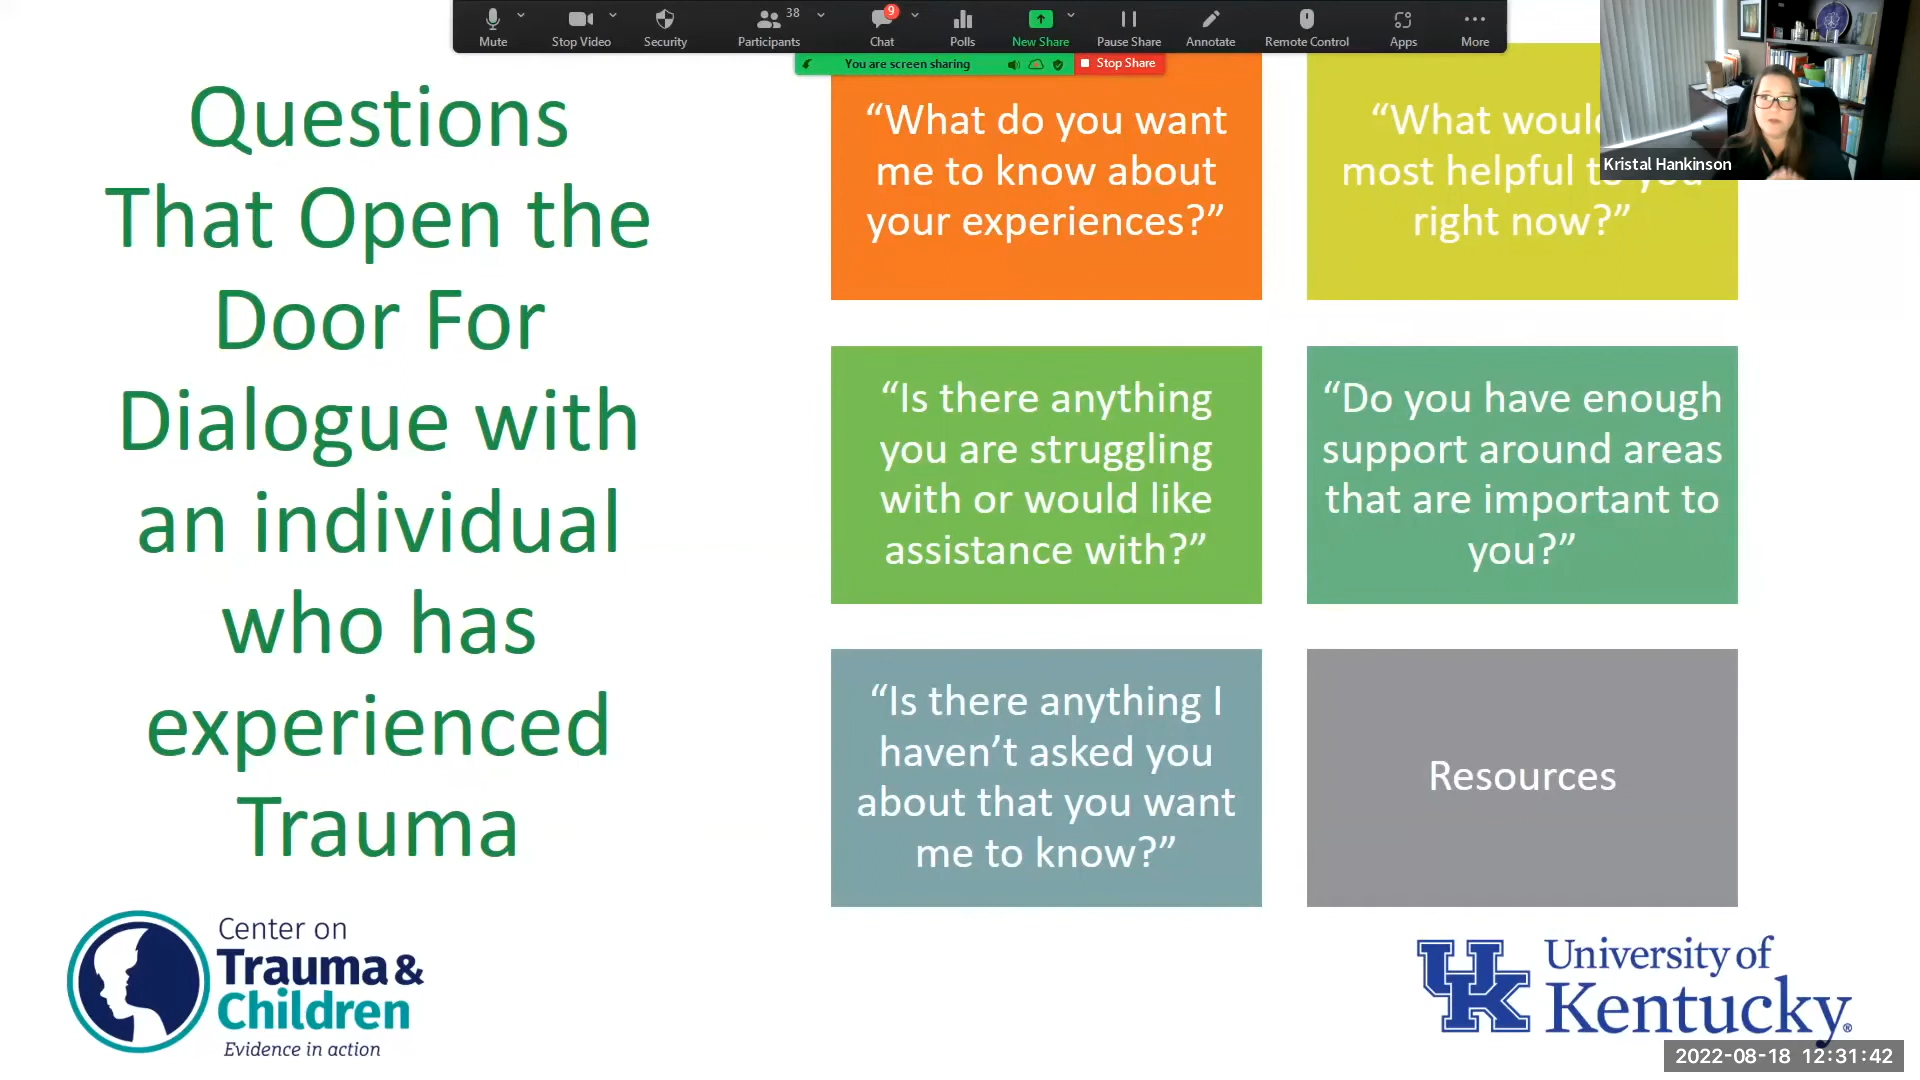 Mute
Stop Video
Security
Participants
38
Chat
9
Polls
New Share
Pause Share
Annotate
Remote Control
Apps
More
You are screen sharing
Stop Share
Kristal Hankinson
Questions
That Open the
Door For
Dialogue with
an individual
who has
experienced
Trauma
“What do you want
me to know about
your experiences?”
“What
most helpful to you
right now?”
“Is there anything
you are struggling
with or would like
assistance with?”
“Do you have enough
support around areas
that are important to
you?”
“Is there anything I
haven’t asked you
about that you want
me to know?”
Resources
Center on
Trauma &
Children
Evidence in action
UK
University of
Kentucky®
2022-08-18 12:31:42